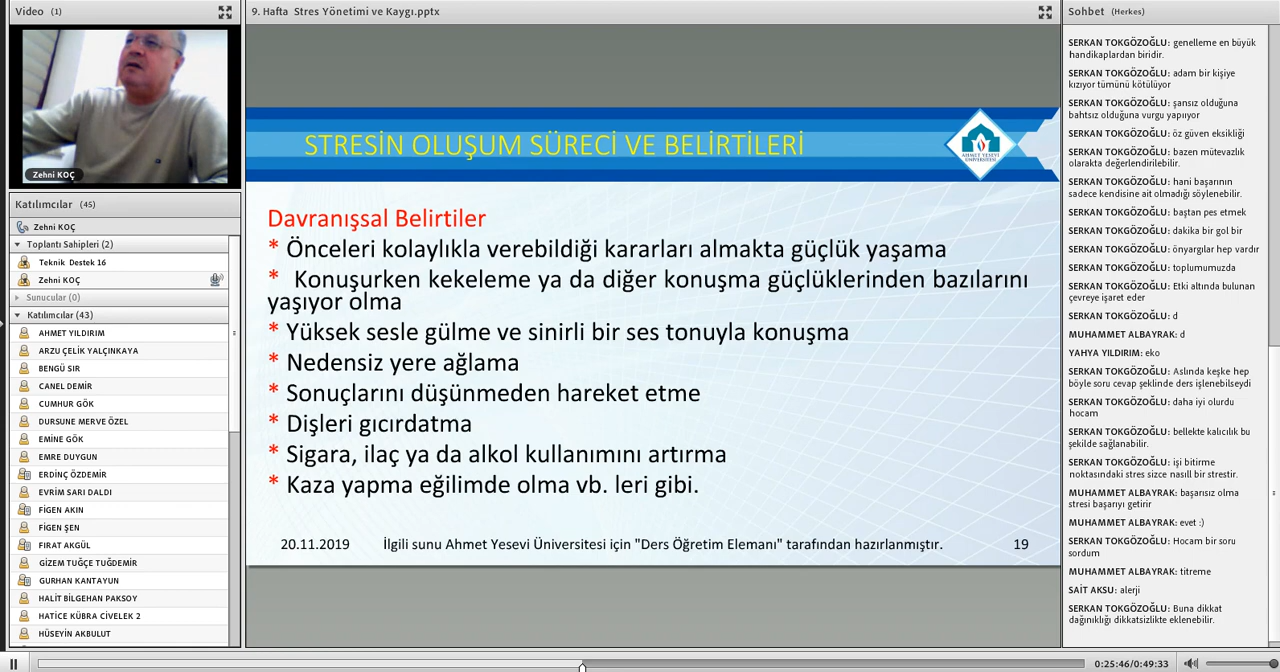 Video (1)
Zehni KOÇ
Katılımcılar (45)
Zehni KOÇ
Toplantı Sahipleri (2)
Teknik Destek 16
Zehni KOÇ
Sunucular (0)
Katılımcılar (43)
AHMET YILDIRIM
ARZU ÇELİK YALÇINKAYA
BENGÜ SIR
CANEL DEMİR
CUMHUR GÖK
DURSUNE MERVE ÖZEL
EMİNE GÖK
EMRE DUYGUN
ERDİNÇ ÖZDEMİR
EVRİM SARI DALDI
FİGEN AKIN
FİGEN ŞEN
FIRAT AKGÜL
GİZEM TUĞÇE TUĞDEMİR
GURHAN KANTAYUN
HALİT BİLGEHAN PAKSOY
HATİCE KÜBRA CİVELEK 2
HÜSEYİN AKBULUT
9. Hafta Stres Yönetimi ve Kaygı.pptx
STRESİN OLUŞUM SÜRECİ VE BELİRTİLERİ
AHMET YESEVİ
ÜNİVERSİTESİ
Davranışsal Belirtiler
* Önceleri kolaylıkla verebildiği kararları almakta güçlük yaşama
* Konuşurken kekeleme ya da diğer konuşma güçlüklerinden bazılarını
yaşıyor olma
* Yüksek sesle gülme ve sinirli bir ses tonuyla konuşma
* Nedensiz yere ağlama
* Sonuçlarını düşünmeden hareket etme
* Dişleri gıcırdatma
* Sigara, ilaç ya da alkol kullanımını artırma
* Kaza yapma eğilimde olma vb. leri gibi.
20.11.2019 İlgili sunu Ahmet Yesevi Üniversitesi için "Ders Öğretim Elemanı" tarafından hazırlanmıştır. 19
Sohbet (Herkes)
SERKAN TOKGÖZOĞLU: genelleme en büyük
handikaplardan biridir.
SERKAN TOKGÖZOĞLU: adam bir kişiye
kızıyor tümünü kötülüyor
SERKAN TOKGÖZOĞLU: şansız olduğuna
bahtsız olduğuna vurgu yapıyor
SERKAN TOKGÖZOĞLU: öz güven eksikliği
SERKAN TOKGÖZOĞLU: bazen mütevazlık
olarakta değerlendirilebilir.
SERKAN TOKGÖZOĞLU: hani başarının
sadece kendisine ait olmadığı söylenebilir.
SERKAN TOKGÖZOĞLU: baştan pes etmek
SERKAN TOKGÖZOĞLU: dakika bir gol bir
SERKAN TOKGÖZOĞLU: önyargılar hep vardır
SERKAN TOKGÖZOĞLU: toplumumuzda
SERKAN TOKGÖZOĞLU: Etki altında bulunan
çevreye işaret eder
SERKAN TOKGÖZOĞLU: d
MUHAMMET ALBAYRAK: d
YAHYA YILDIRIM: eko
SERKAN TOKGÖZOĞLU: Aslında keşke hep
böyle soru cevap şeklinde ders işlenebilseydi
SERKAN TOKGÖZOĞLU: daha iyi olurdu
hocam
SERKAN TOKGÖZOĞLU: bellekte kalıcılık bu
şekilde sağlanabilir.
SERKAN TOKGÖZOĞLU: işi bitirme
noktasındaki stres sizce nasıll bir strestir.
MUHAMMET ALBAYRAK: başarısız olma
stresi başarıyı getirir
MUHAMMET ALBAYRAK: evet :)
SERKAN TOKGÖZOĞLU: Hocam bir soru
sordum
MUHAMMET ALBAYRAK: titreme
SAİT AKSU: alerji
SERKAN TOKGÖZOĞLU: Buna dikkat
dağınıklığı dikkatsizlikte eklenebilir.
0:25:46/0:49:33